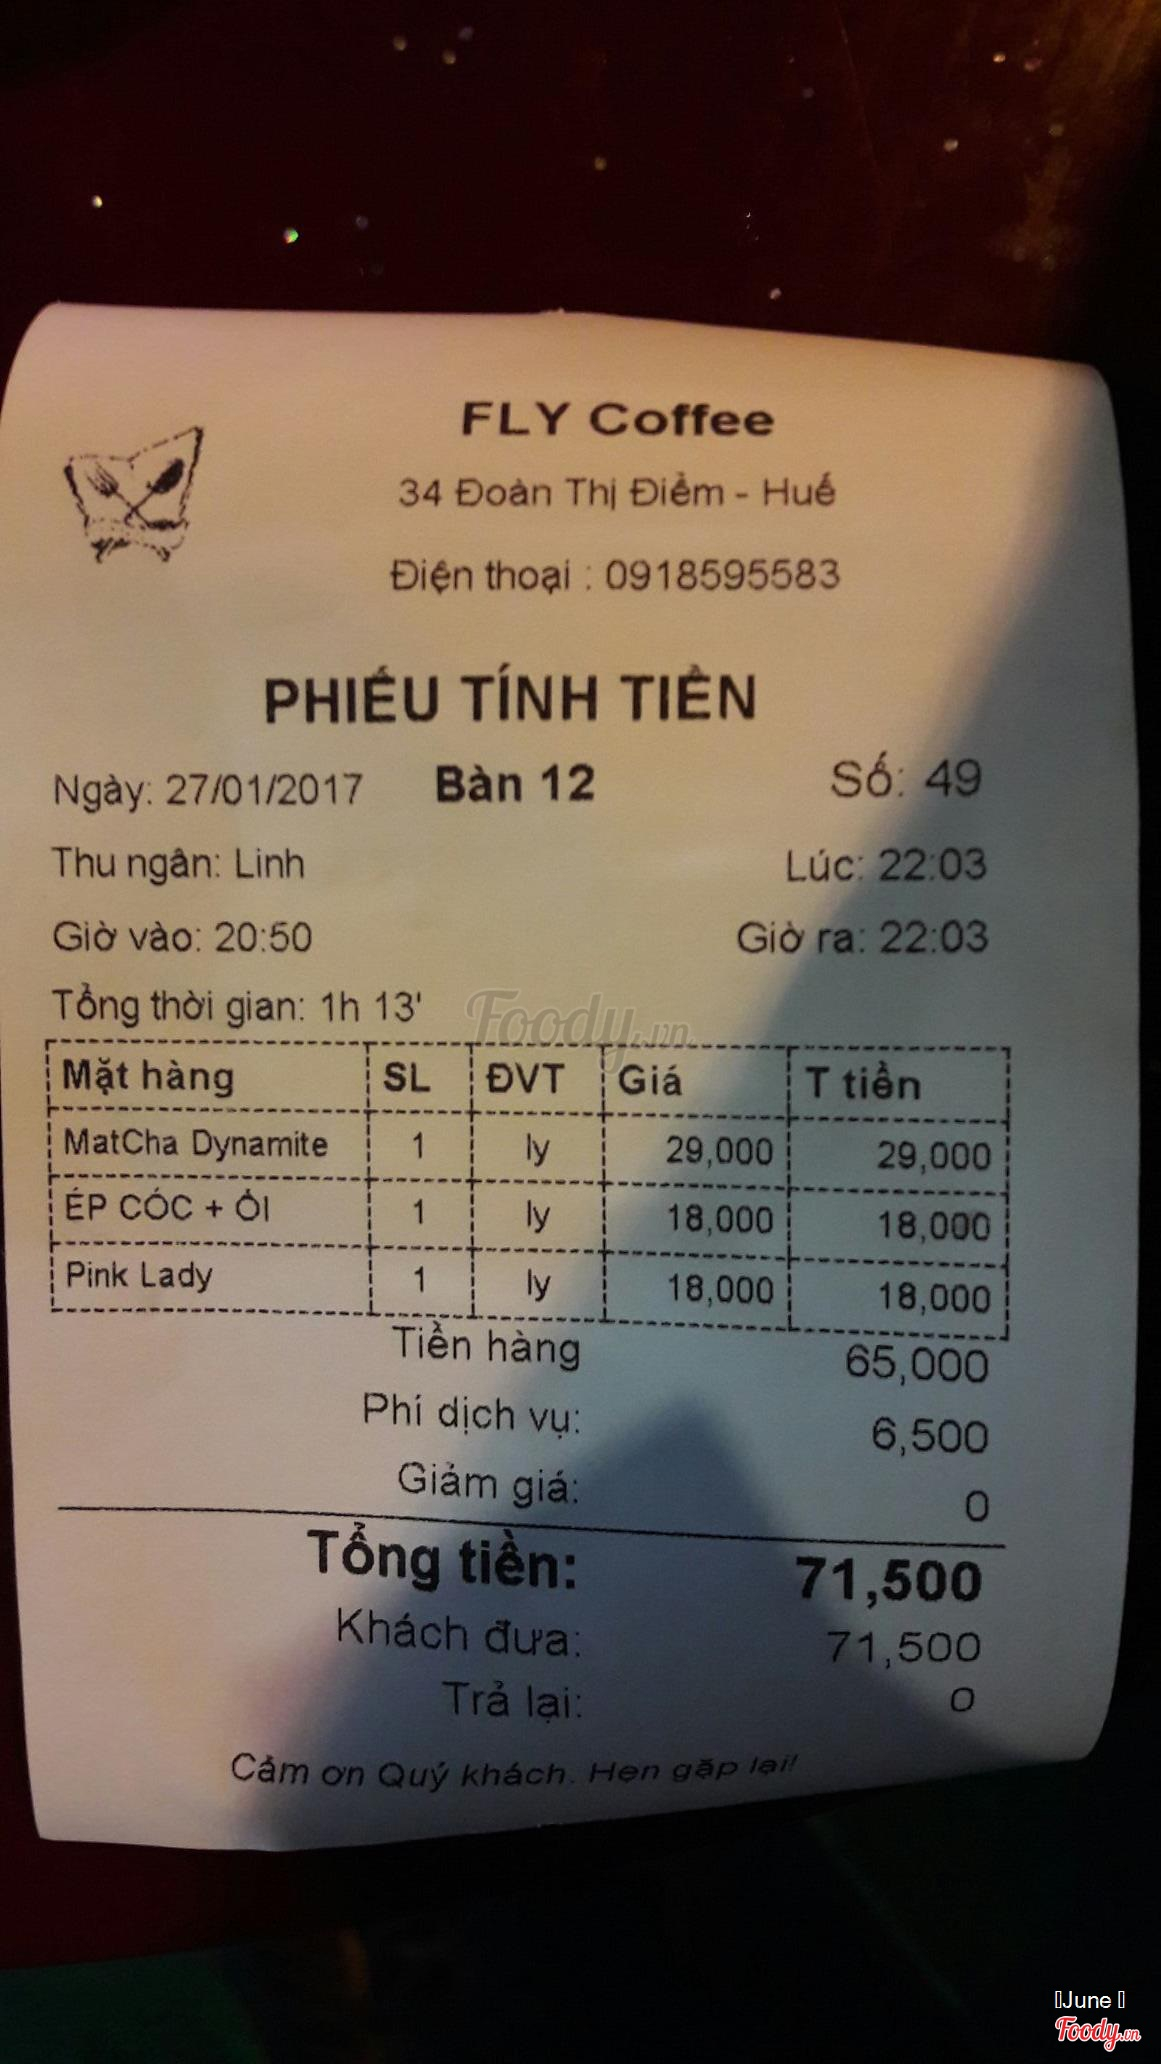 FLY Coffee
34 Đoàn Thị Điểm - Huế
Điện thoại : 0918595583
PHIẾU TÍNH TIỀN
Ngày: 27/01/2017 Bàn 12 Số: 49
Thu ngân: Linh Lúc: 22:03
Giờ vào: 20:50 Giờ ra: 22:03
Tổng thời gian: 1h 13'
Foody.vn
Mặt hàng SL ĐVT Giá T tiền
MatCha Dynamite 1 ly 29,000 29,000
ÉP CÓC + ỔI 1 ly 18,000 18,000
Pink Lady 1 ly 18,000 18,000
Tiền hàng 65,000
Phí dịch vụ: 6,500
Giảm giá: 0
Tổng tiền: 71,500
Khách đưa: 71,500
Trả lại: 0
Cảm ơn Quý khách. Hẹn gặp lại!
June
Foody.vn